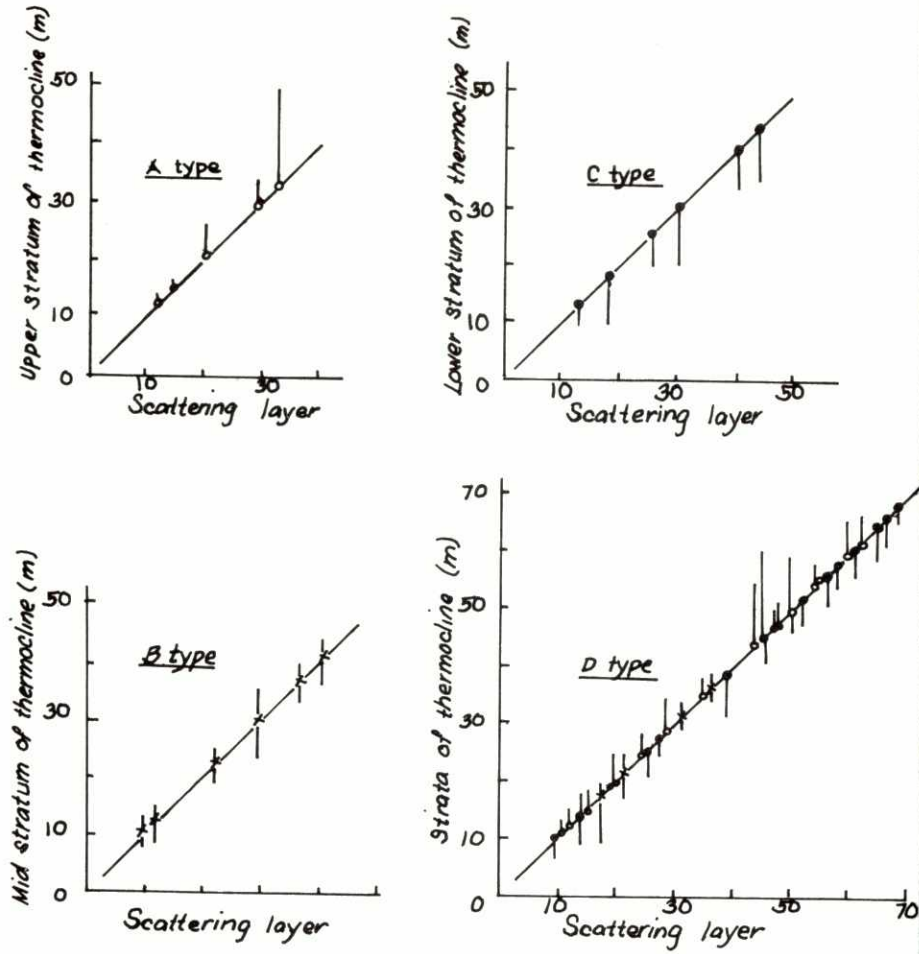 Upper stratum of thermocline (m)
50
30
10
0
A type
10 30
Scattering layer
Lower stratum of thermocline (m)
50
30
10
0
C type
10 30 50
Scattering layer
Mid stratum of thermocline (m)
50
30
10
0
B type
Scattering layer
Strata of thermocline (m)
70
50
30
10
0
D type
10 30 50 70
Scattering layer